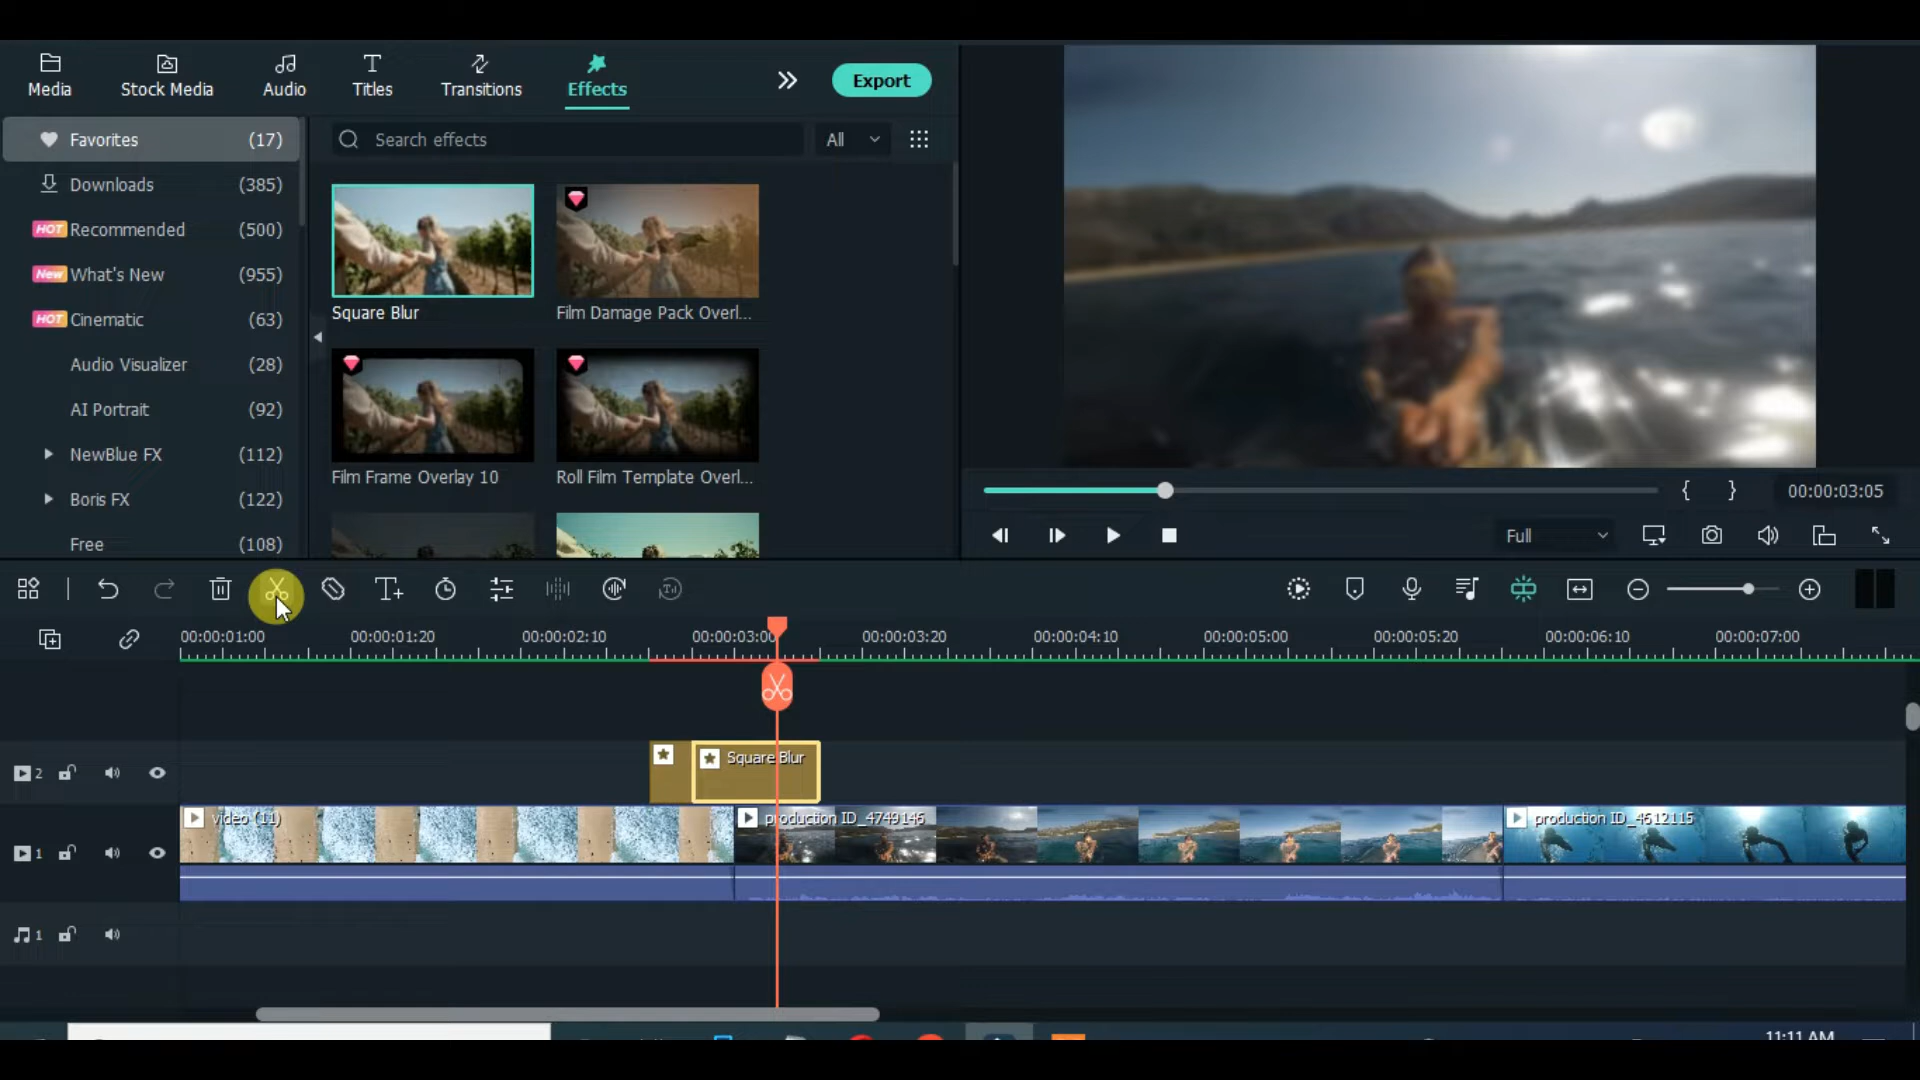 Media
Stock Media
Audio
Titles
Transitions
Effects
Export
Favorites (17)
Downloads (385)
HOT Recommended (500)
New What's New (955)
HOT Cinematic (63)
Audio Visualizer (28)
AI Portrait (92)
NewBlue FX (112)
Boris FX (122)
Free (108)
Search effects
All
Square Blur
Film Damage Pack Overl...
Film Frame Overlay 10
Roll Film Template Overl...
{ }
00:00:03:05
Full
00:00:01:00 00:00:01:20 00:00:02:10 00:00:03:00 00:00:03:20 00:00:04:10 00:00:05:00 00:00:05:20 00:00:06:10 00:00:07:00
2
Square Blur
1
video (11)
production ID_4749146
production ID_4612115
1
11:11 AM